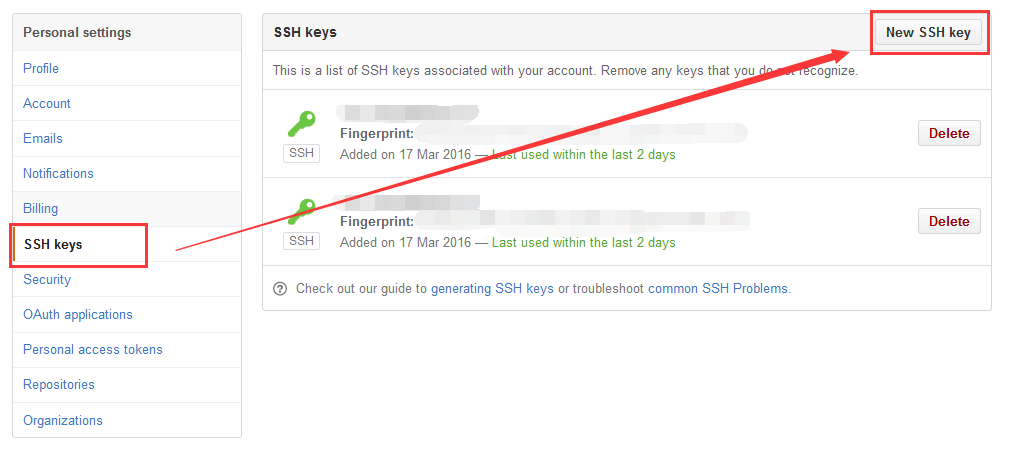 Personal settings
Profile
Account
Emails
Notifications
Billing
SSH keys
Security
OAuth applications
Personal access tokens
Repositories
Organizations
SSH keys
New SSH key
This is a list of SSH keys associated with your account. Remove any keys that you do not recognize.
Fingerprint:
SSH
Added on 17 Mar 2016 — Last used within the last 2 days
Delete
Fingerprint:
SSH
Added on 17 Mar 2016 — Last used within the last 2 days
Delete
Check out our guide to generating SSH keys or troubleshoot common SSH Problems.